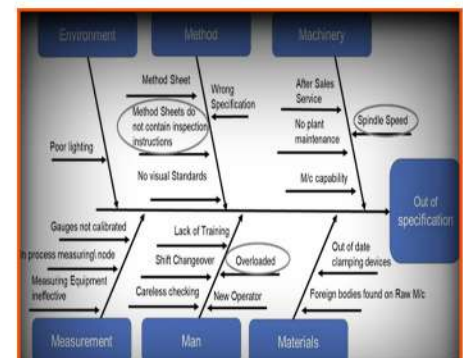 Environment
Method
Machinery
Method Sheet
Method Sheets do
not contain inspection
instructions
No visual Standards
Wrong
Specification
After Sales
Service
No plant
maintenance
M/c capability
Spindle Speed
Poor lighting
Out of
specification
Gauges not calibrated
In process measuring\node
Measuring Equipment
ineffective
Lack of Training
Shift Changeover
Careless checking
Overloaded
New Operator
Out of date
clamping devices
Foreign bodies found on Raw M/c
Measurement
Man
Materials